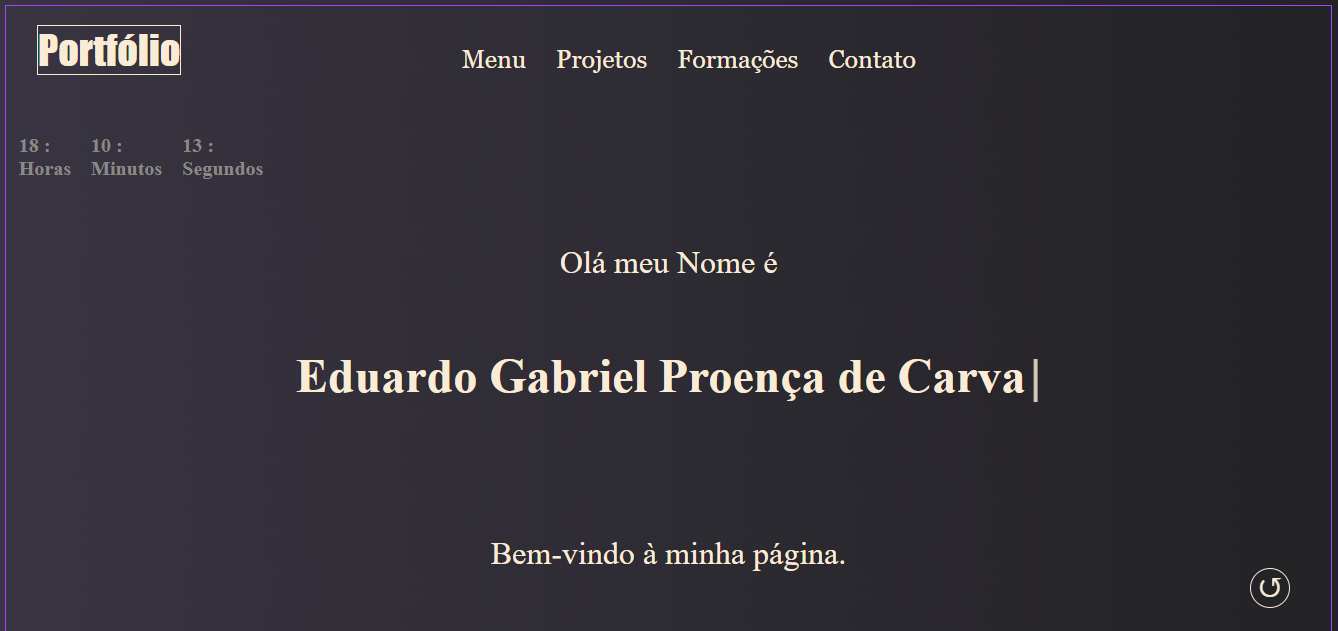 Portfólio
Menu Projetos Formações Contato
18 : 10 : 13 :
Horas Minutos Segundos
Olá meu Nome é
Eduardo Gabriel Proença de Carva|
Bem-vindo à minha página.
↺